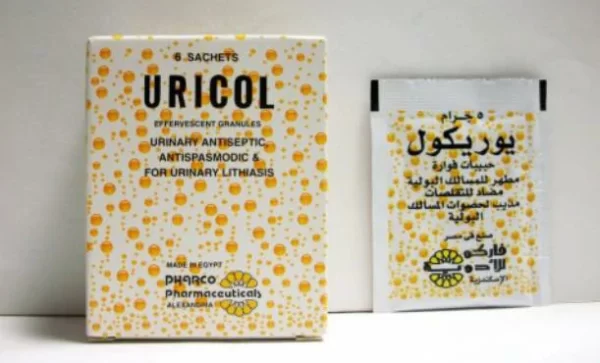 6 SACHETS
URICOL
EFFERVESCENT GRANULES
URINARY ANTISEPTIC,
ANTISPASMODIC &
FOR URINARY LITHIASIS
MADE IN EGYPT
PHARCO
Pharmaceuticals
ALEXANDRIA
٥ جرام
يوريكول
حبيبات فوارة
مطهر للمسالك البولية
مضاد للتقلصات
مذيب لحصوات المسالك
البولية
صنع فى مصر
فاركو
للأدوية
الإسكندرية